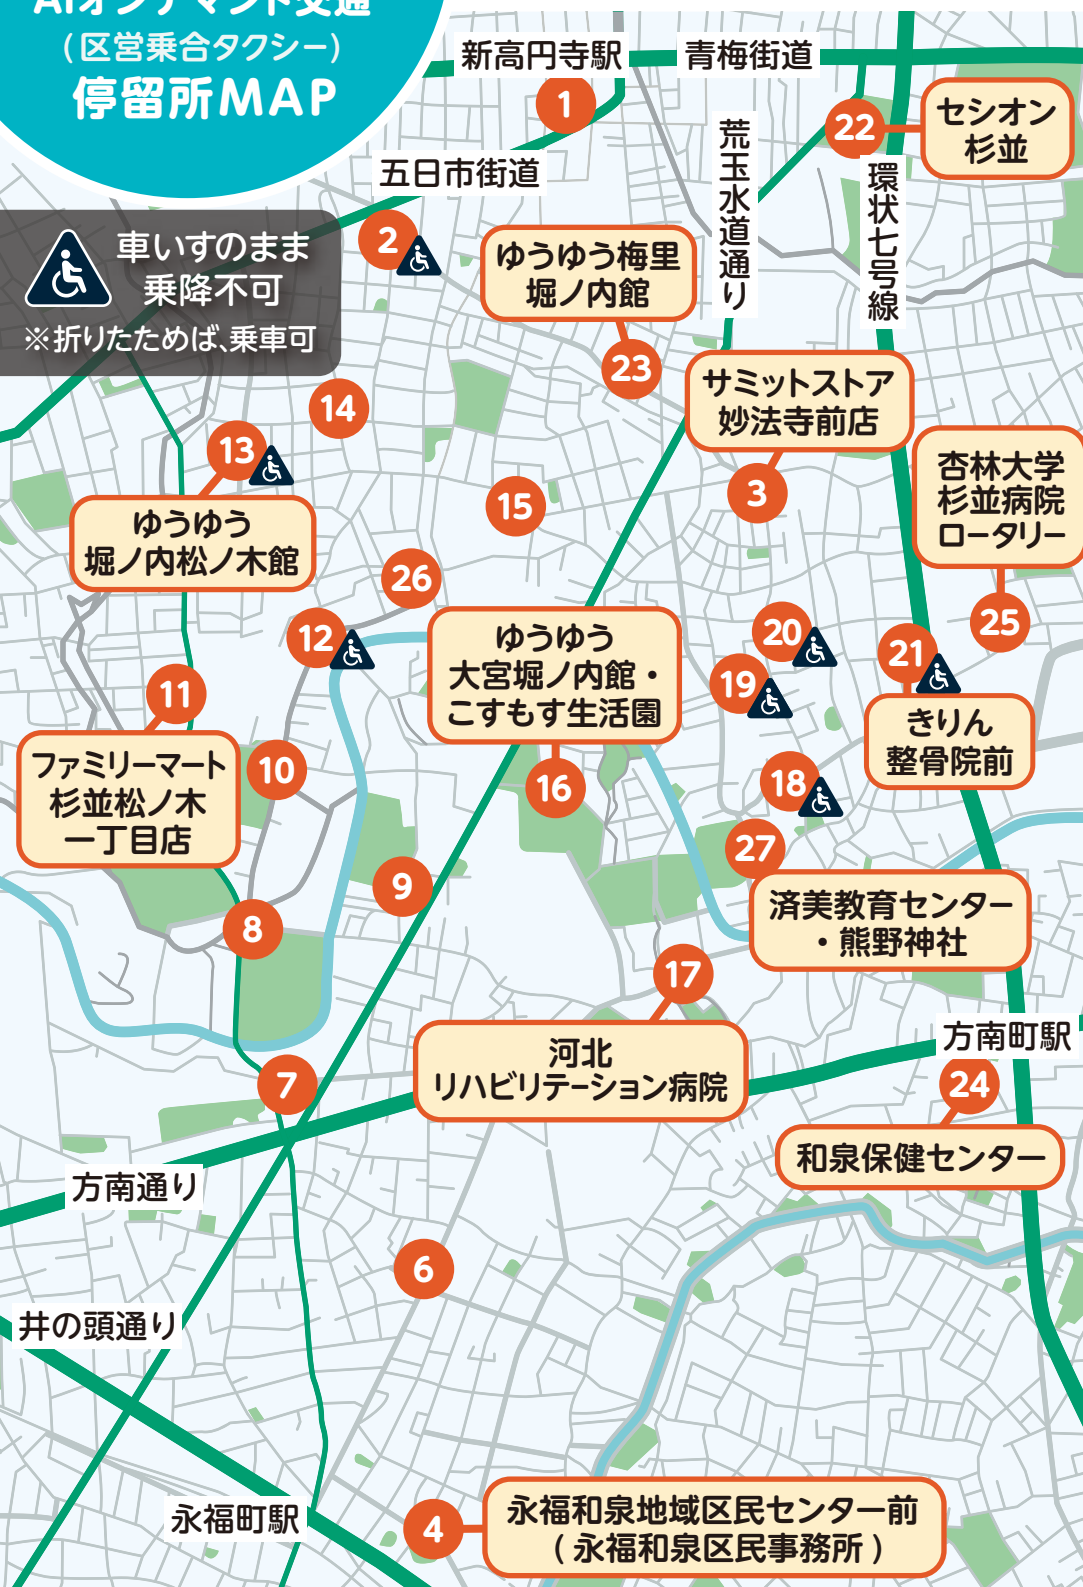 AIオンデマンド交通
(区営乗合タクシー)
停留所MAP
新高円寺駅
青梅街道
1
22
セシオン
杉並
荒玉水道通り
環状七号線
五日市街道
2
車いすのまま
乗降不可
※折りたためば、乗車可
ゆうゆう梅里
堀ノ内館
23
サミットストア
妙法寺前店
3
14
13
ゆうゆう
堀ノ内松ノ木館
15
杏林大学
杉並病院
ロータリー
25
26
12
ゆうゆう
大宮堀ノ内館・
こすもす生活園
16
20
19
21
きりん
整骨院前
11
ファミリーマート
杉並松ノ木
一丁目店
10
18
27
済美教育センター
・熊野神社
9
8
17
河北
リハビリテーション病院
方南町駅
24
和泉保健センター
7
方南通り
6
井の頭通り
永福町駅
4
永福和泉地域区民センター前
(永福和泉区民事務所)